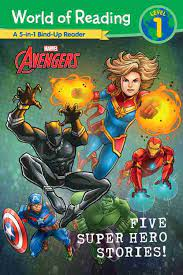 World of Reading
LEVEL 1
A 5-in-1 Bind-Up Reader
MARVEL
AVENGERS
FIVE
SUPER HERO
STORIES!